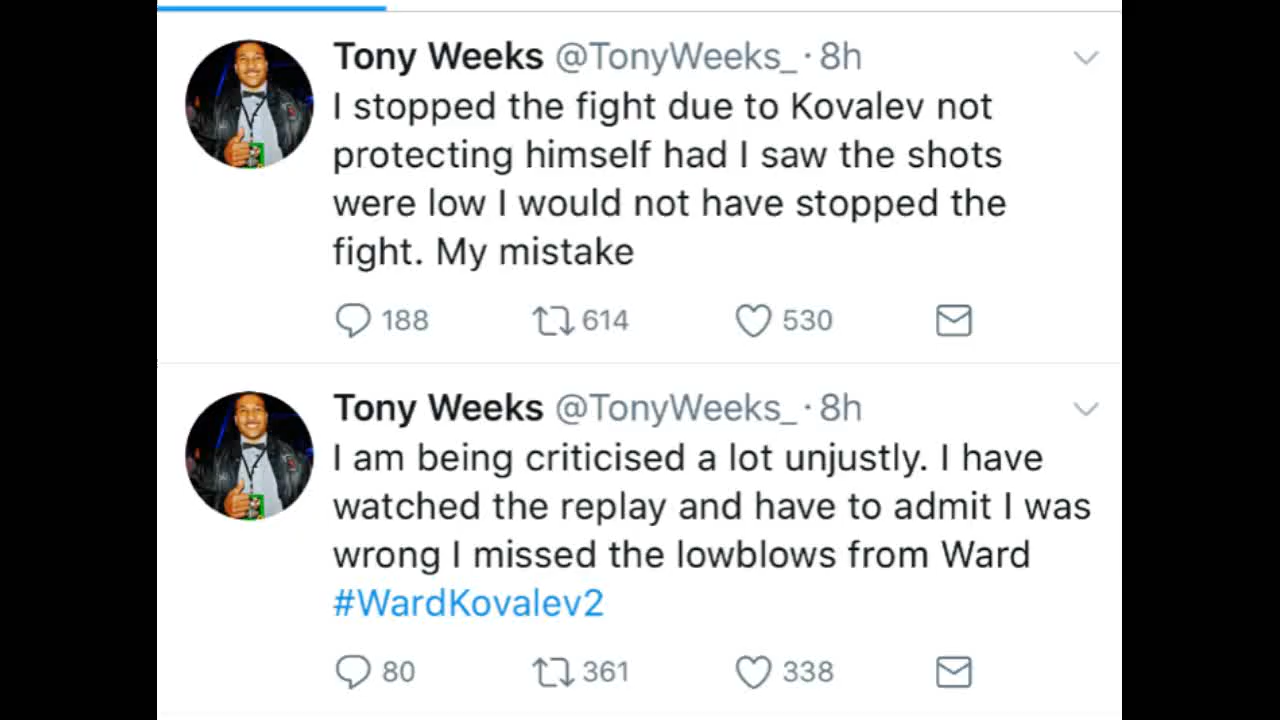 Tony Weeks @TonyWeeks_ · 8h
I stopped the fight due to Kovalev not
protecting himself had I saw the shots
were low I would not have stopped the
fight. My mistake
188 614 530
Tony Weeks @TonyWeeks_ · 8h
I am being criticised a lot unjustly. I have
watched the replay and have to admit I was
wrong I missed the lowblows from Ward
#WardKovalev2
80 361 338